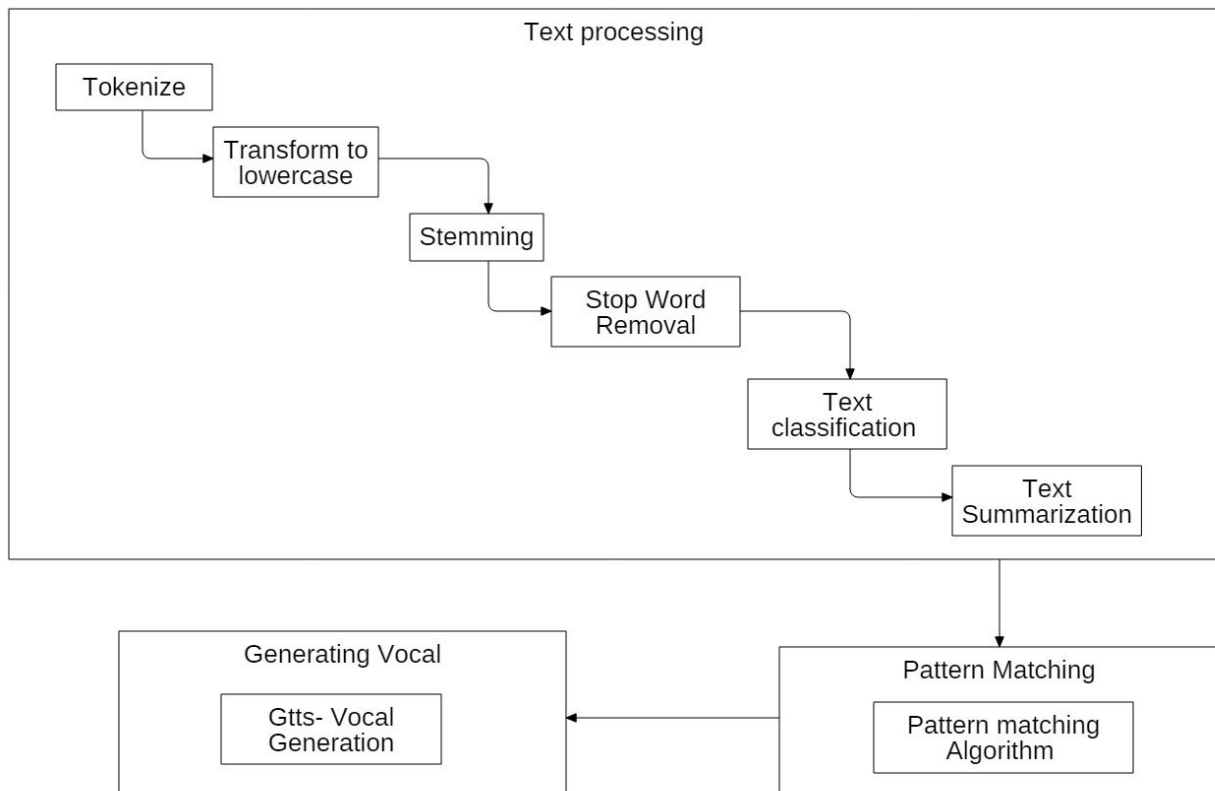 Text processing
Tokenize
Transform to
lowercase
Stemming
Stop Word
Removal
Text
classification
Text
Summarization
Generating Vocal
Gtts- Vocal
Generation
Pattern Matching
Pattern matching
Algorithm